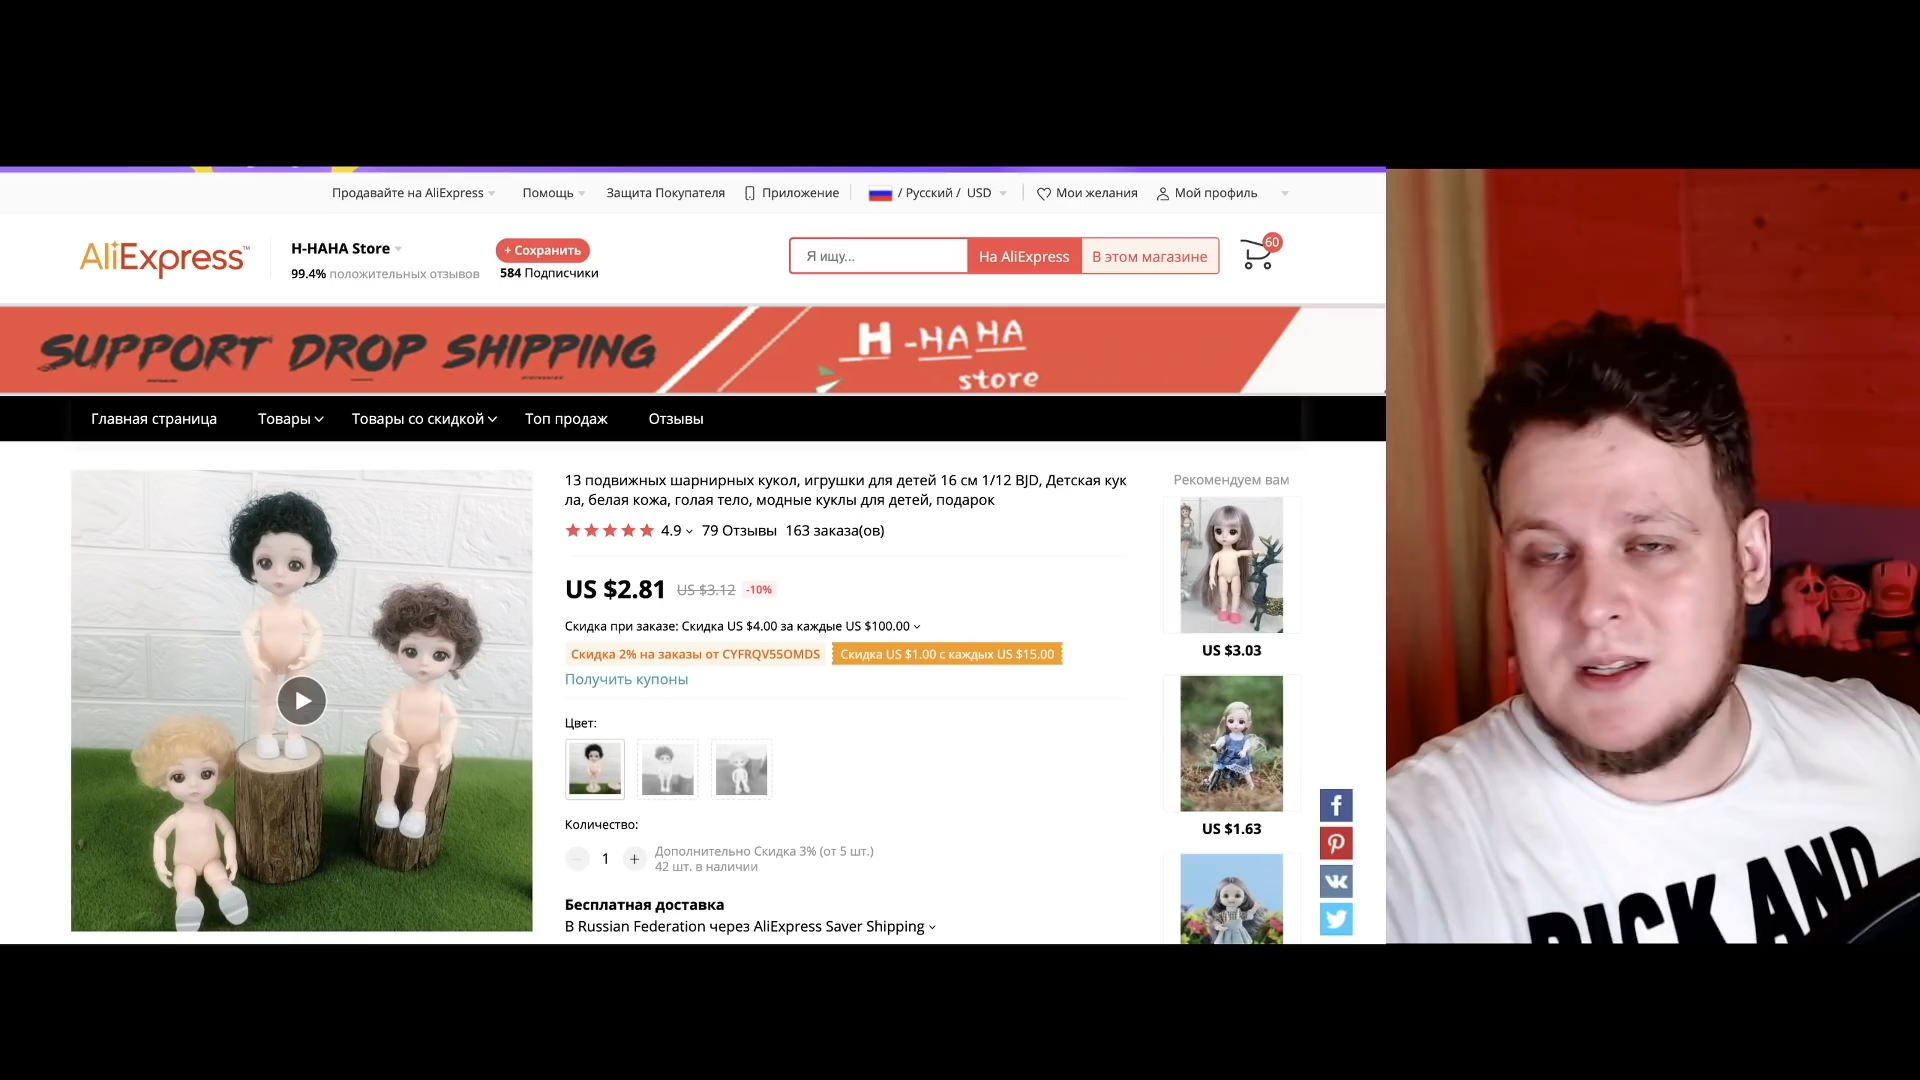 Продавайте на AliExpress
Помощь
Защита Покупателя
Приложение
/ Русский / USD
Мои желания
Мой профиль
AliExpress™
H-HAHA Store
99.4% положительных отзывов
+ Сохранить
584 Подписчики
Я ищу...
На AliExpress
В этом магазине
60
SUPPORT DROP SHIPPING
H-HAHA
store
Главная страница
Товары
Товары со скидкой
Топ продаж
Отзывы
13 подвижных шарнирных кукол, игрушки для детей 16 см 1/12 BJD, Детская кук
ла, белая кожа, голая тело, модные куклы для детей, подарок
4.9 79 Отзывы 163 заказа(ов)
US $2.81 US $3.12 -10%
Скидка при заказе: Скидка US $4.00 за каждые US $100.00
Скидка 2% на заказы от CYFRQV55OMDS
Скидка US $1.00 с каждых US $15.00
Получить купоны
Цвет:
Количество:
1
Дополнительно Скидка 3% (от 5 шт.)
42 шт. в наличии
Бесплатная доставка
В Russian Federation через AliExpress Saver Shipping
Рекомендуем вам
US $3.03
US $1.63
RICK AND